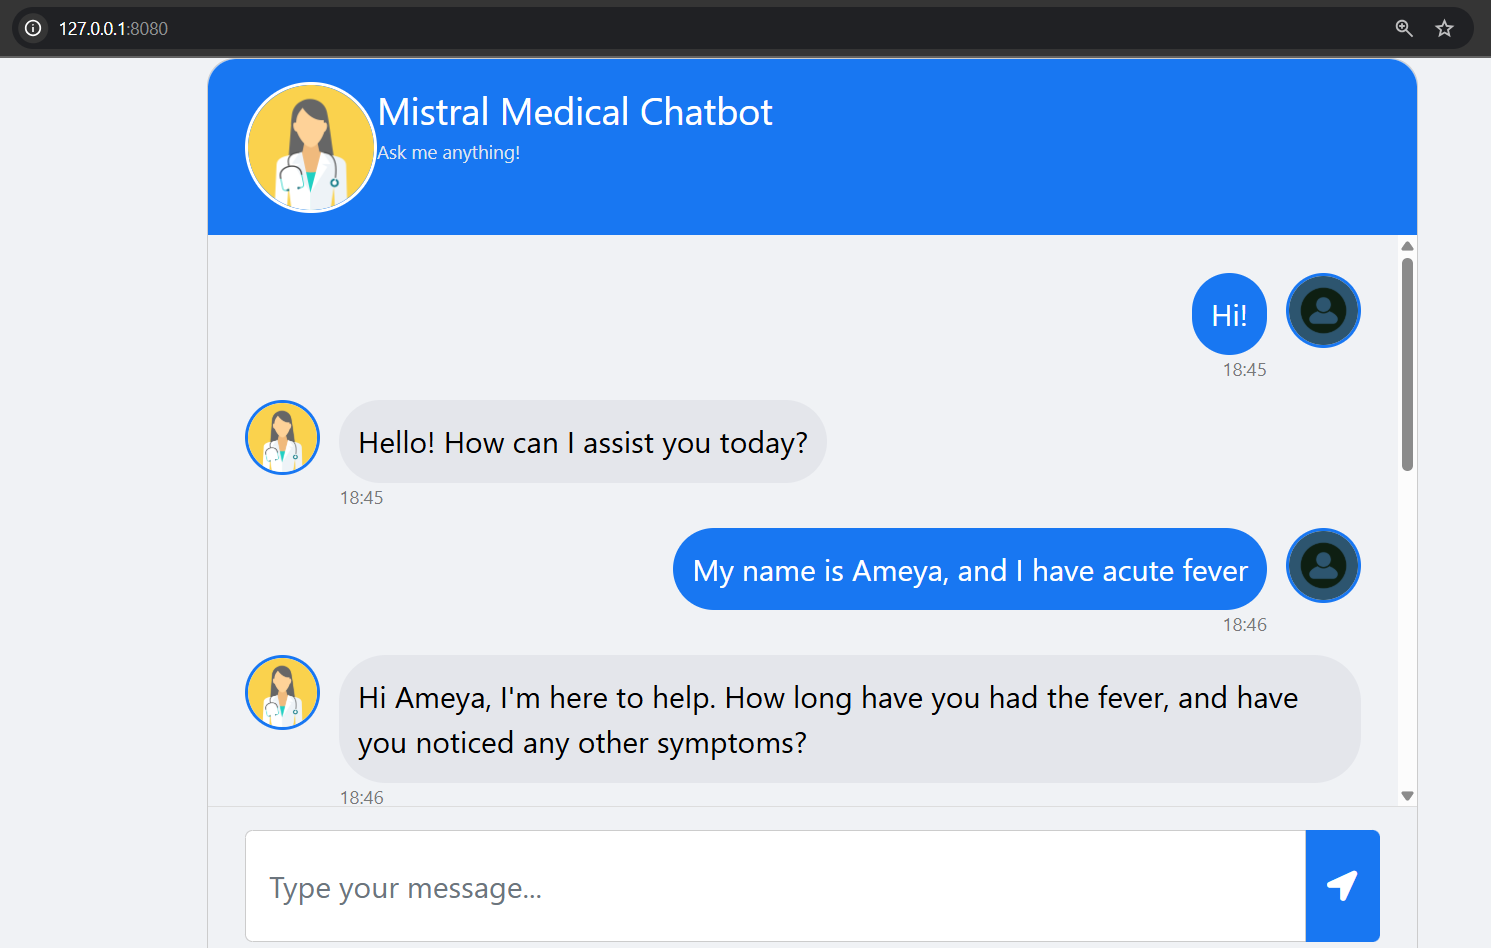 127.0.0.1:8080
Mistral Medical Chatbot
Ask me anything!
Hi!
18:45
Hello! How can I assist you today?
18:45
My name is Ameya, and I have acute fever
18:46
Hi Ameya, I'm here to help. How long have you had the fever, and have
you noticed any other symptoms?
18:46
Type your message...